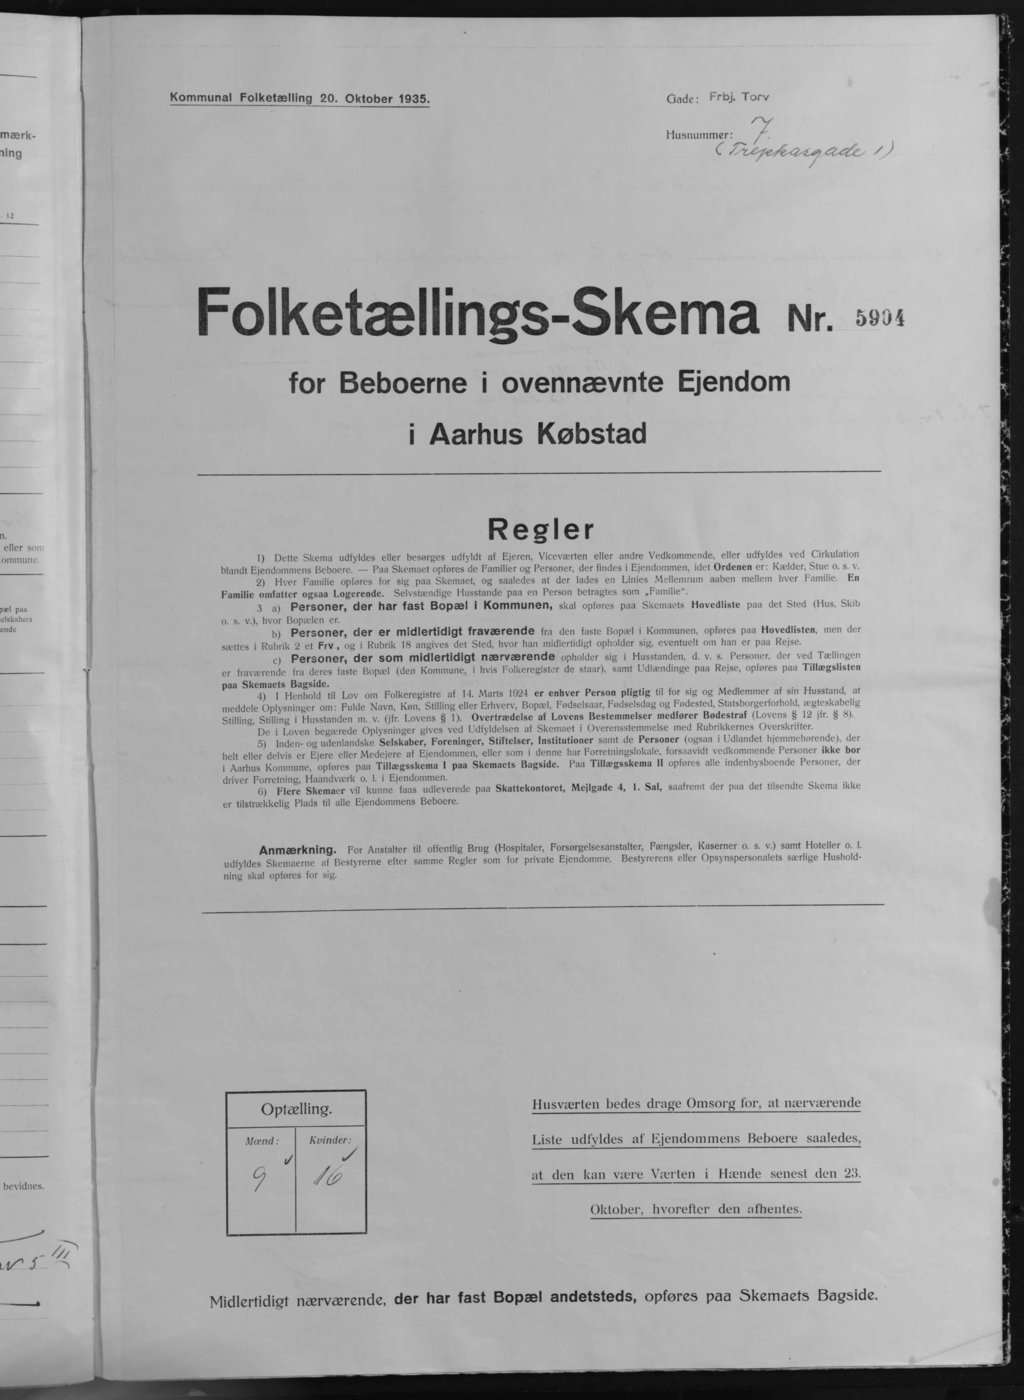 mærk-
ning
- 12
n.
eller som
ommune.
pæl paa
elskabers
ende
bevidnes.
5 III
Kommunal Folketælling 20. Oktober 1935.
Gade: Frbj. Torv
Husnummer: 7.
(Trepkasgade 1)
Folketællings-Skema Nr. 5904
for Beboerne i ovennævnte Ejendom
i Aarhus Købstad
Regler
1) Dette Skema udfyldes eller besørges udfyldt af Ejeren, Viceværten eller andre Vedkommende, eller udfyldes ved Cirkulation
blandt Ejendommens Beboere. — Paa Skemaet opføres de Familier og Personer, der findes i Ejendommen, idet Ordenen er: Kælder, Stue o. s. v.
2) Hver Familie opføres for sig paa Skemaet, og saaledes at der lades en Linies Mellemrum aaben mellem hver Familie. En
Familie omfatter ogsaa Logerende. Selvstændige Husstande paa en Person betragtes som „Familie“.
3 a) Personer, der har fast Bopæl i Kommunen, skal opføres paa Skemaets Hovedliste paa det Sted (Hus, Skib
o. s. v.), hvor Bopælen er.
b) Personer, der er midlertidigt fraværende fra den faste Bopæl i Kommunen, opføres paa Hovedlisten, men der
sættes i Rubrik 2 et Frv, og i Rubrik 18 angives det Sted, hvor han midlertidigt opholder sig, eventuelt om han er paa Rejse.
c) Personer, der som midlertidigt nærværende opholder sig i Husstanden, d. v. s. Personer, der ved Tællingen
er fraværende fra deres faste Bopæl (den Kommune, i hvis Folkeregister de staar), samt Udlændinge paa Rejse, opføres paa Tillægslisten
paa Skemaets Bagside.
4) I Henhold til Lov om Folkeregistre af 14. Marts 1924 er enhver Person pligtig til for sig og Medlemmer af sin Husstand, at
meddele Oplysninger om: Fulde Navn, Køn, Stilling eller Erhverv, Bopæl, Fødselsaar, Fødselsdag og Fødested, Statsborgerforhold, ægteskabelig
Stilling, Stilling i Husstanden m. v. (jfr. Lovens § 1). Overtrædelse af Lovens Bestemmelser medfører Bødestraf (Lovens § 12 jfr. § 8).
De i Loven begærede Oplysninger gives ved Udfyldelsen af Skemaet i Overensstemmelse med Rubrikkernes Overskrifter.
5) Inden- og udenlandske Selskaber, Foreninger, Stiftelser, Institutioner samt de Personer (ogsaa i Udlandet hjemmehørende), der
helt eller delvis er Ejere eller Medejere af Ejendommen, eller som i denne har Forretningslokale, forsaavidt vedkommende Personer ikke bor
i Aarhus Kommune, opføres paa Tillægsskema I paa Skemaets Bagside. Paa Tillægsskema II opføres alle indenbysboende Personer, der
driver Forretning, Haandværk o. l. i Ejendommen.
6) Flere Skemaer vil kunne faas udleverede paa Skattekontoret, Mejlgade 4, 1. Sal, saafremt der paa det tilsendte Skema ikke
er tilstrækkelig Plads til alle Ejendommens Beboere.
Anmærkning. For Anstalter til offentlig Brug (Hospitaler, Forsørgelsesanstalter, Fængsler, Kaserner o. s. v.) samt Hoteller o. l.
udfyldes Skemaerne af Bestyrerne efter samme Regler som for private Ejendomme. Bestyrerens eller Opsynspersonalets særlige Hushold-
ning skal opføres for sig.
Optælling.
Mænd: Kvinder:
9 16
Husværten bedes drage Omsorg for, at nærværende
Liste udfyldes af Ejendommens Beboere saaledes,
at den kan være Værten i Hænde senest den 23.
Oktober, hvorefter den afhentes.
Midlertidigt nærværende, der har fast Bopæl andetsteds, opføres paa Skemaets Bagside.